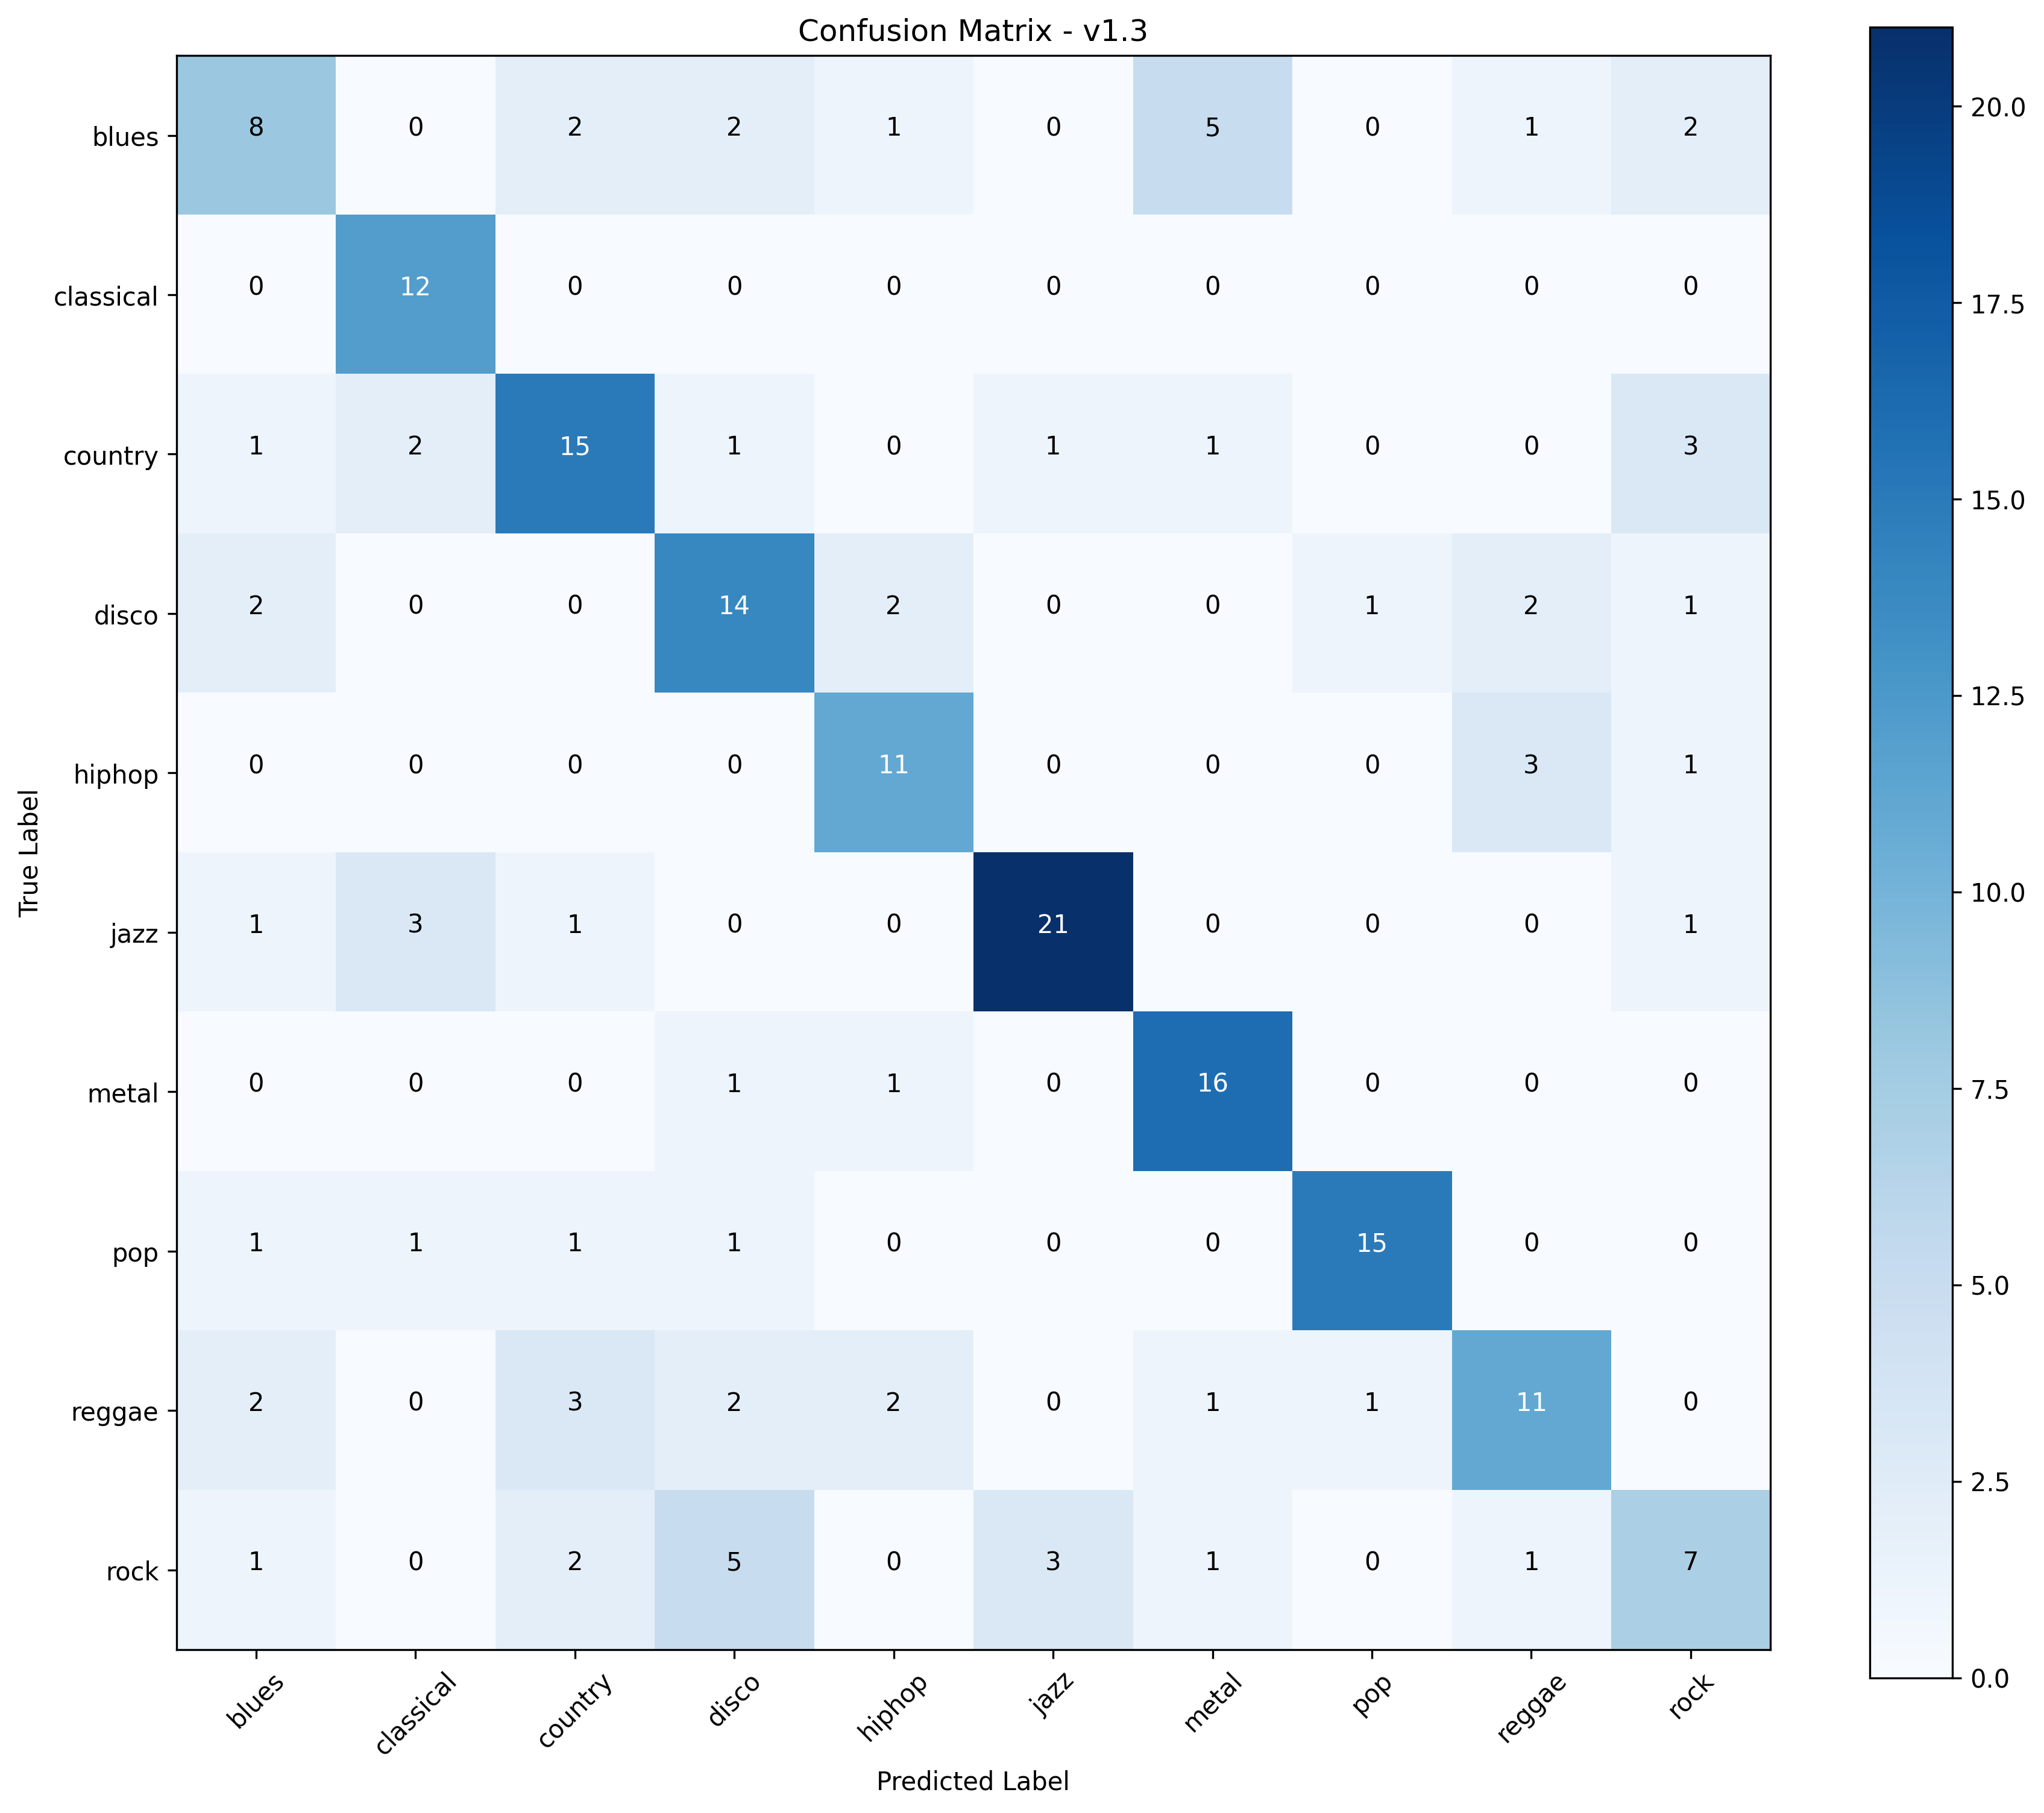 Confusion Matrix - v1.3
blues 8 0 2 2 1 0 5 0 1 2
classical 0 12 0 0 0 0 0 0 0 0
country 1 2 15 1 0 1 1 0 0 3
disco 2 0 0 14 2 0 0 1 2 1
hiphop 0 0 0 0 11 0 0 0 3 1
jazz 1 3 1 0 0 21 0 0 0 1
metal 0 0 0 1 1 0 16 0 0 0
pop 1 1 1 1 0 0 0 15 0 0
reggae 2 0 3 2 2 0 1 1 11 0
rock 1 0 2 5 0 3 1 0 1 7
blues classical country disco hiphop jazz metal pop reggae rock
True Label
Predicted Label
20.0
17.5
15.0
12.5
10.0
7.5
5.0
2.5
0.0